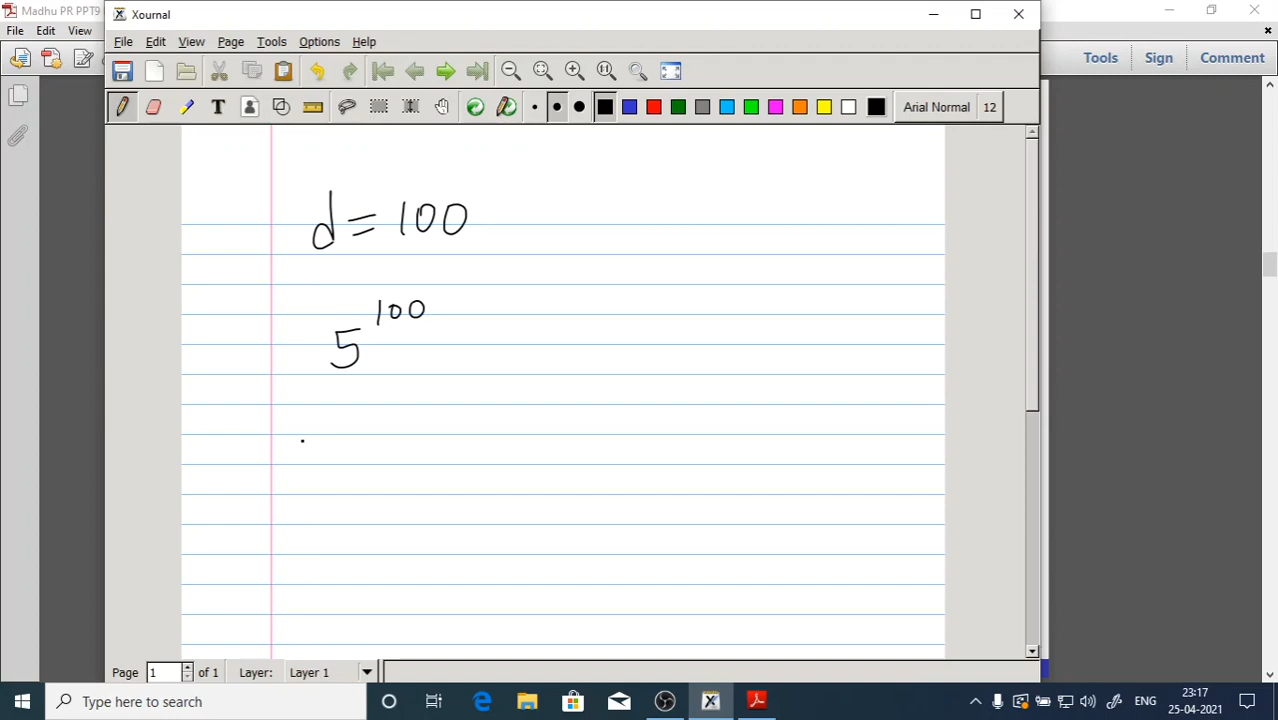 Madhu PR PPT9
File Edit View
Tools Sign Comment
Xournal
File Edit View Page Tools Options Help
Arial Normal 12
d = 100
5^100
Page 1 of 1 Layer: Layer 1
Type here to search
ENG
23:17
25-04-2021